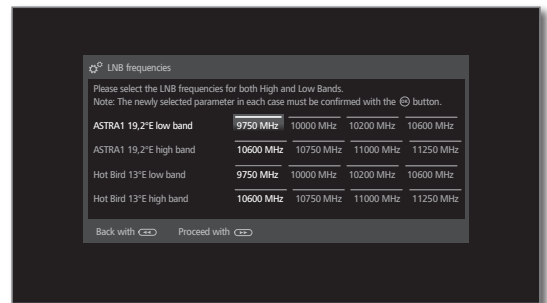 LNB frequencies
Please select the LNB frequencies for both High and Low Bands.
Note: The newly selected parameter in each case must be confirmed with the OK button.
ASTRA1 19,2°E low band 9750 MHz 10000 MHz 10200 MHz 10600 MHz
ASTRA1 19,2°E high band 10600 MHz 10750 MHz 11000 MHz 11250 MHz
Hot Bird 13°E low band 9750 MHz 10000 MHz 10200 MHz 10600 MHz
Hot Bird 13°E high band 10600 MHz 10750 MHz 11000 MHz 11250 MHz
Back with Proceed with